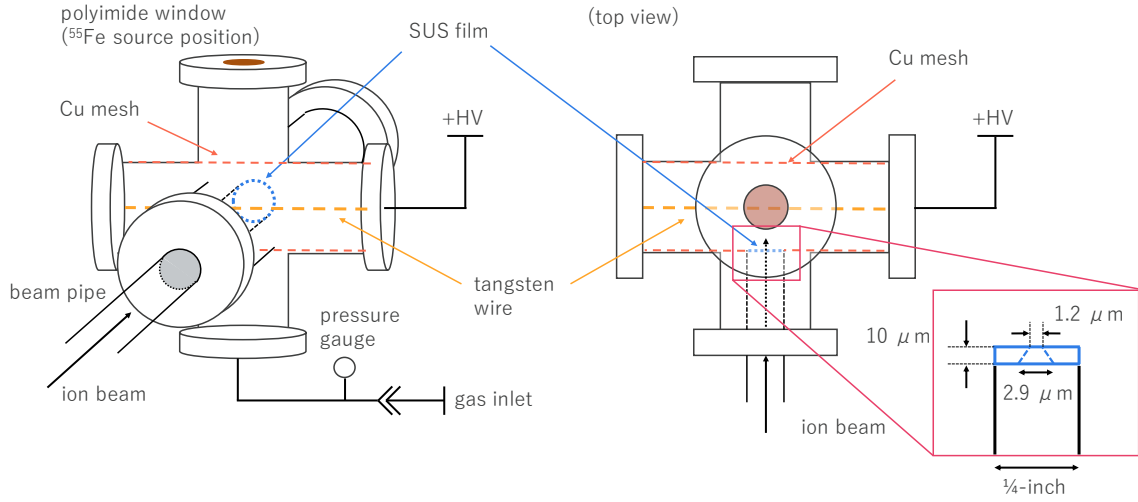 polyimide window
(⁵⁵Fe source position)
SUS film
Cu mesh
+HV
tangsten
wire
beam pipe
pressure
gauge
ion beam
gas inlet
(top view)
Cu mesh
+HV
1.2 μm
10 μm
2.9 μm
ion beam
¼-inch